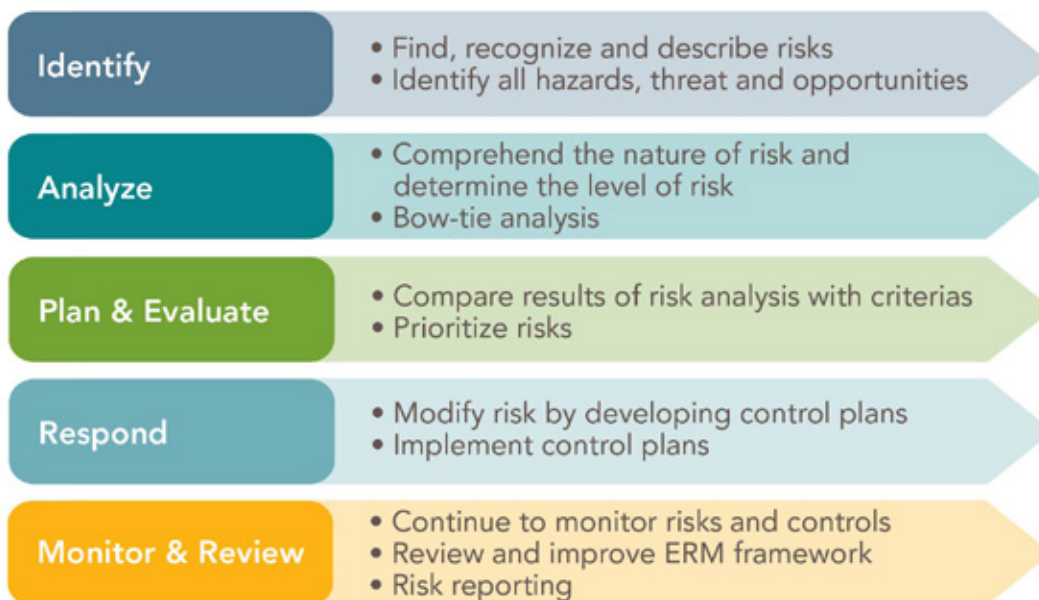 Identify
• Find, recognize and describe risks
• Identify all hazards, threat and opportunities
Analyze
• Comprehend the nature of risk and
determine the level of risk
• Bow-tie analysis
Plan & Evaluate
• Compare results of risk analysis with criterias
• Prioritize risks
Respond
• Modify risk by developing control plans
• Implement control plans
Monitor & Review
• Continue to monitor risks and controls
• Review and improve ERM framework
• Risk reporting